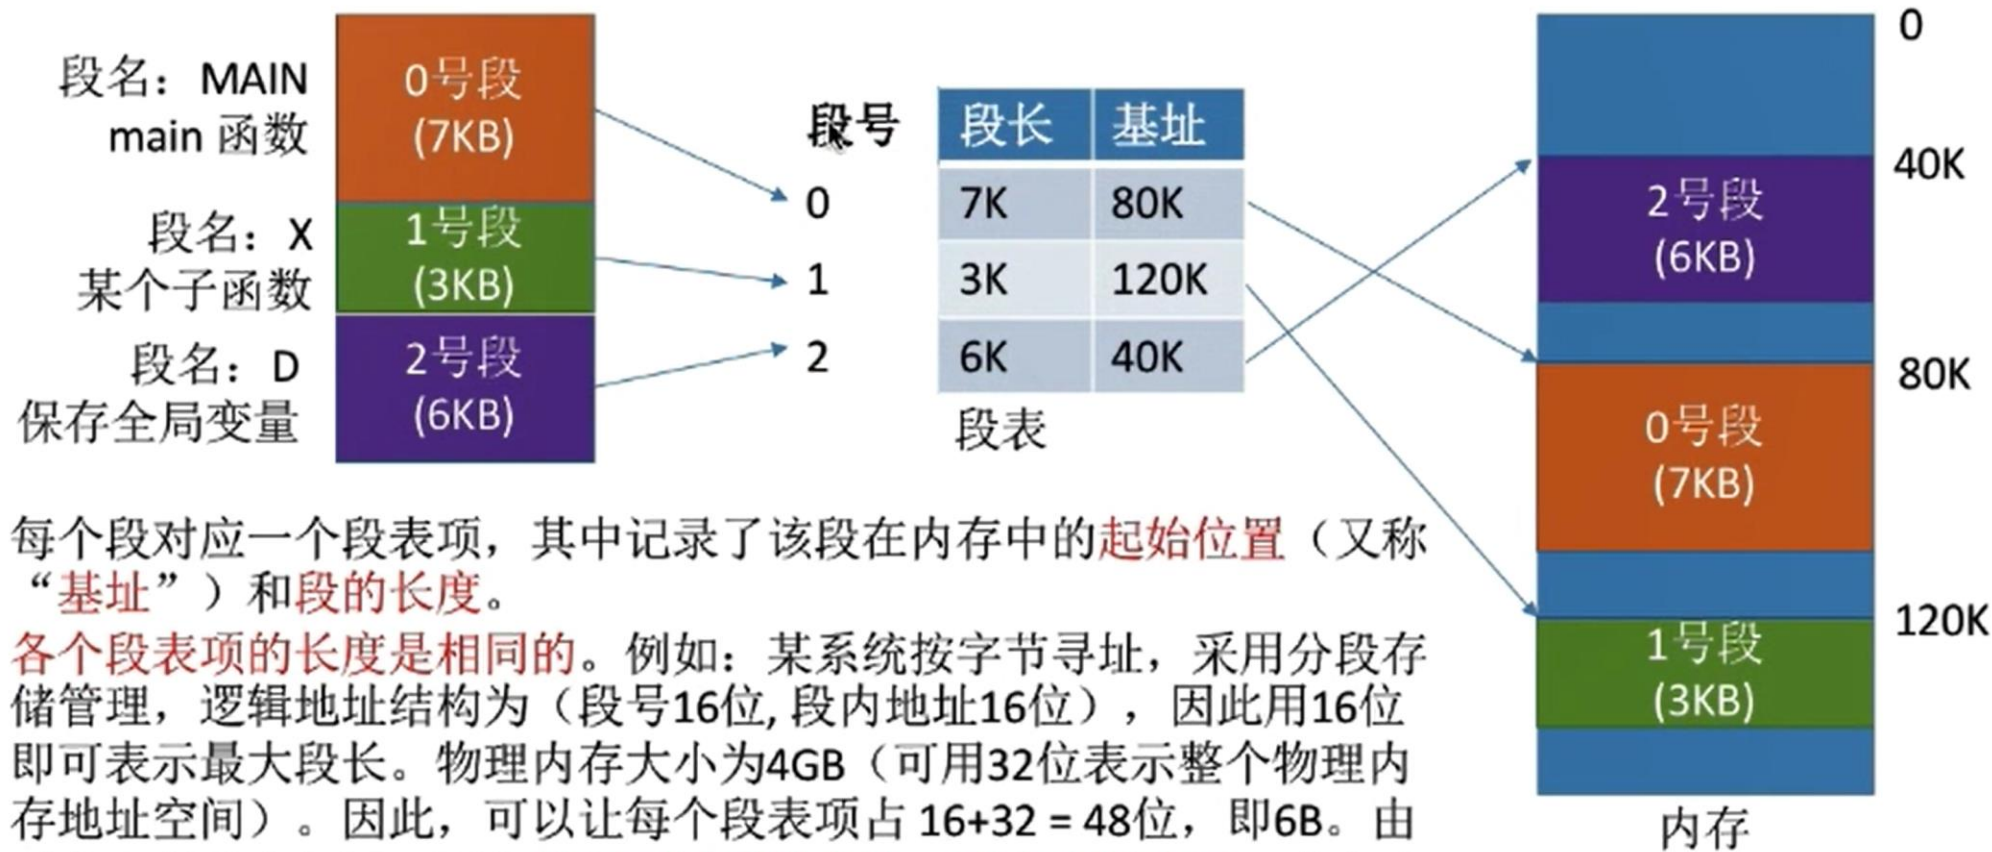 段名：MAIN
main 函数
段名：X
某个子函数
段名：D
保存全局变量
0号段
(7KB)
1号段
(3KB)
2号段
(6KB)
段号
0
1
2
段长 基址
7K 80K
3K 120K
6K 40K
段表
0
40K
2号段
(6KB)
80K
0号段
(7KB)
120K
1号段
(3KB)
内存
每个段对应一个段表项，其中记录了该段在内存中的起始位置（又称
“基址”）和段的长度。
各个段表项的长度是相同的。例如：某系统按字节寻址，采用分段存
储管理，逻辑地址结构为（段号16位, 段内地址16位），因此用16位
即可表示最大段长。物理内存大小为4GB（可用32位表示整个物理内
存地址空间）。因此，可以让每个段表项占 16+32 = 48位，即6B。由